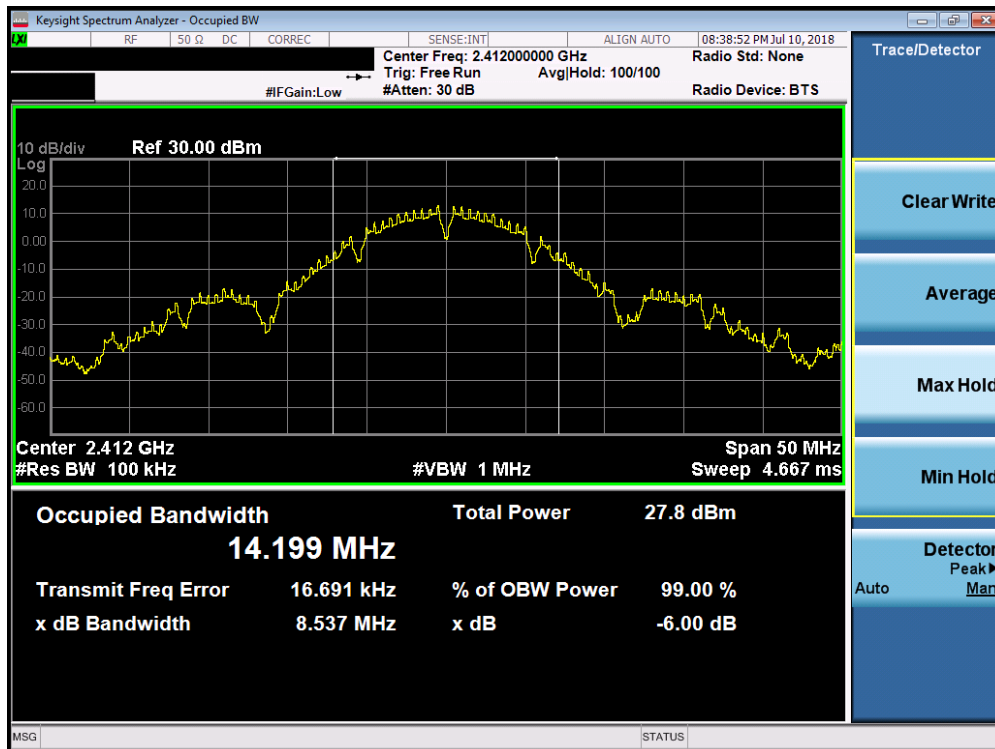 Keysight Spectrum Analyzer - Occupied BW
LXI RF 50 Ω DC CORREC SENSE:INT ALIGN AUTO 08:38:52 PM Jul 10, 2018
Center Freq: 2.412000000 GHz Radio Std: None
Trig: Free Run Avg|Hold: 100/100
#IFGain:Low #Atten: 30 dB Radio Device: BTS
Trace/Detector
10 dB/div Ref 30.00 dBm
Log
20.0
10.0
0.00
-10.0
-20.0
-30.0
-40.0
-50.0
-60.0
Center 2.412 GHz Span 50 MHz
#Res BW 100 kHz #VBW 1 MHz Sweep 4.667 ms
Occupied Bandwidth Total Power 27.8 dBm
14.199 MHz
Transmit Freq Error 16.691 kHz % of OBW Power 99.00 %
x dB Bandwidth 8.537 MHz x dB -6.00 dB
Clear Write
Average
Max Hold
Min Hold
Detector
Peak▶
Auto Man
MSG STATUS